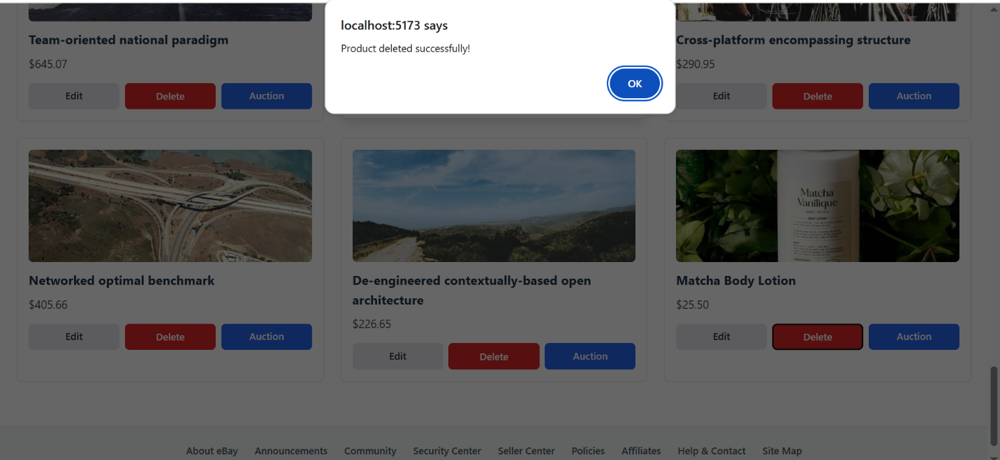 localhost:5173 says
Product deleted successfully!
OK
Team-oriented national paradigm
$645.07
Edit
Delete
Auction
Cross-platform encompassing structure
$290.95
Edit
Delete
Auction
Networked optimal benchmark
$405.66
Edit
Delete
Auction
De-engineered contextually-based open
architecture
$226.65
Edit
Delete
Auction
Matcha
Vanilique
BODY LOTION
Matcha Body Lotion
$25.50
Edit
Delete
Auction
About eBay Announcements Community Security Center Seller Center Policies Affiliates Help & Contact Site Map